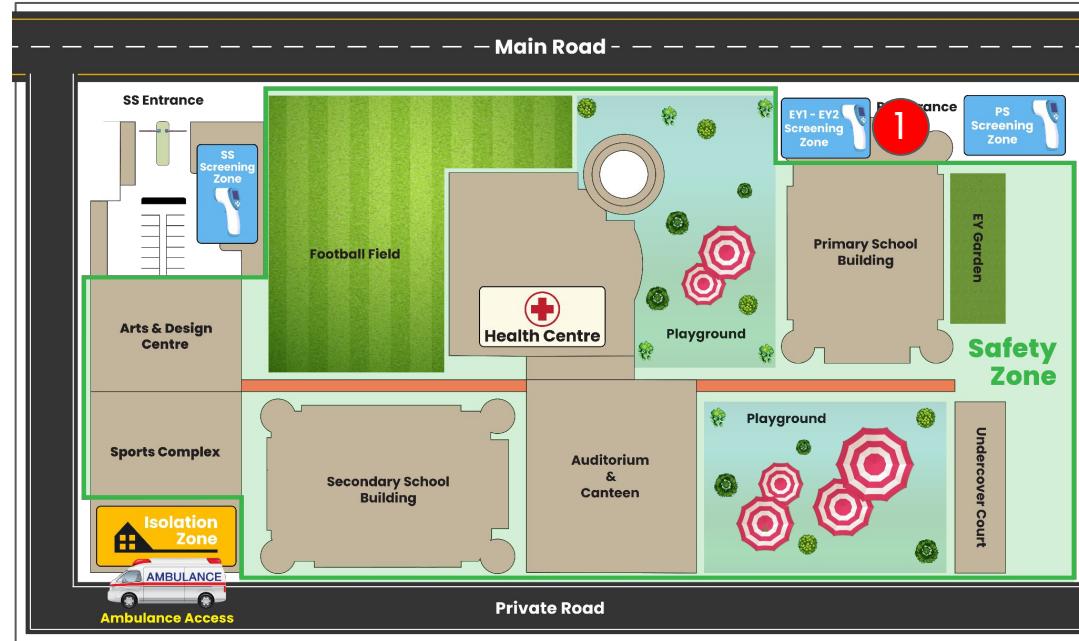 Main Road
SS Entrance
EY1 - EY2
Screening
Zone
1
PS
Screening
Zone
SS
Screening
Zone
Football Field
Primary School
Building
EY Garden
Health Centre
Playground
Arts & Design
Centre
Safety
Zone
Playground
Sports Complex
Secondary School
Building
Auditorium
&
Canteen
Undercover Court
Isolation
Zone
AMBULANCE
Ambulance Access
Private Road